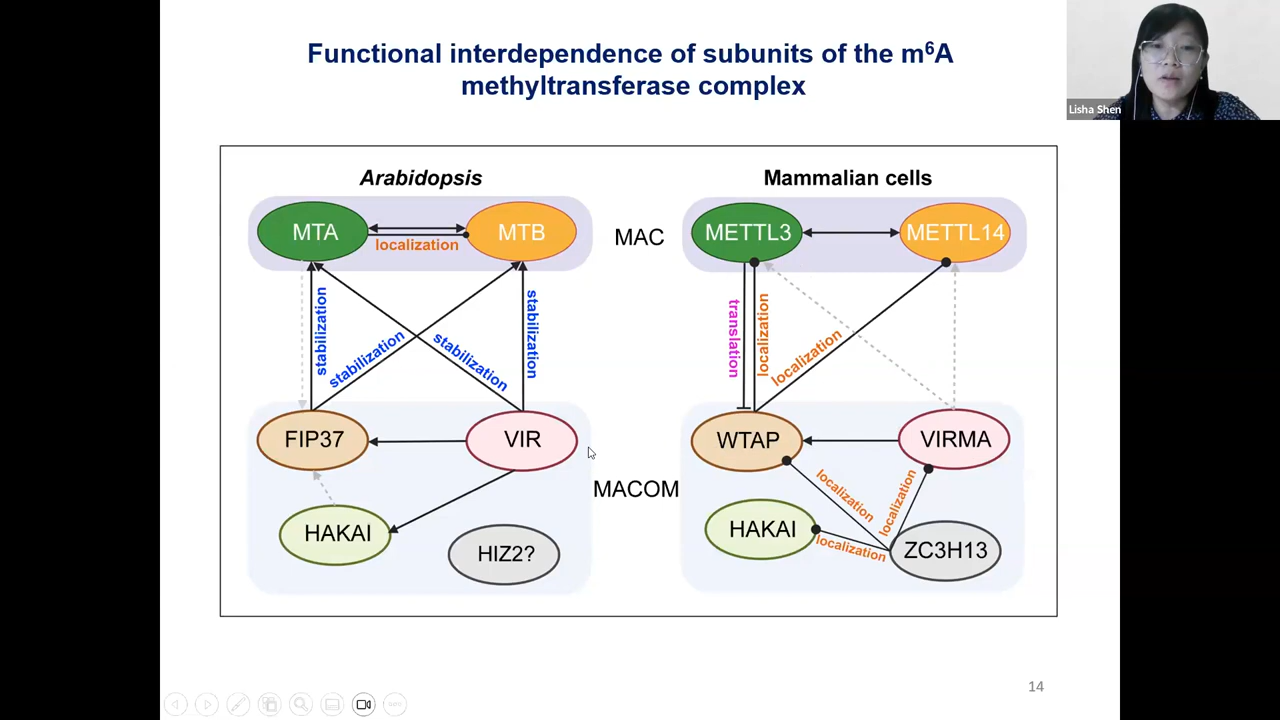 Functional interdependence of subunits of the m⁶A
methyltransferase complex
Lisha Shen
Arabidopsis
Mammalian cells
MTA
MTB
localization
MAC
METTL3
METTL14
stabilization
stabilization
stabilization
stabilization
translation
localization
localization
FIP37
VIR
WTAP
VIRMA
MACOM
localization
localization
HAKAI
HIZ2?
HAKAI
localization
ZC3H13
14